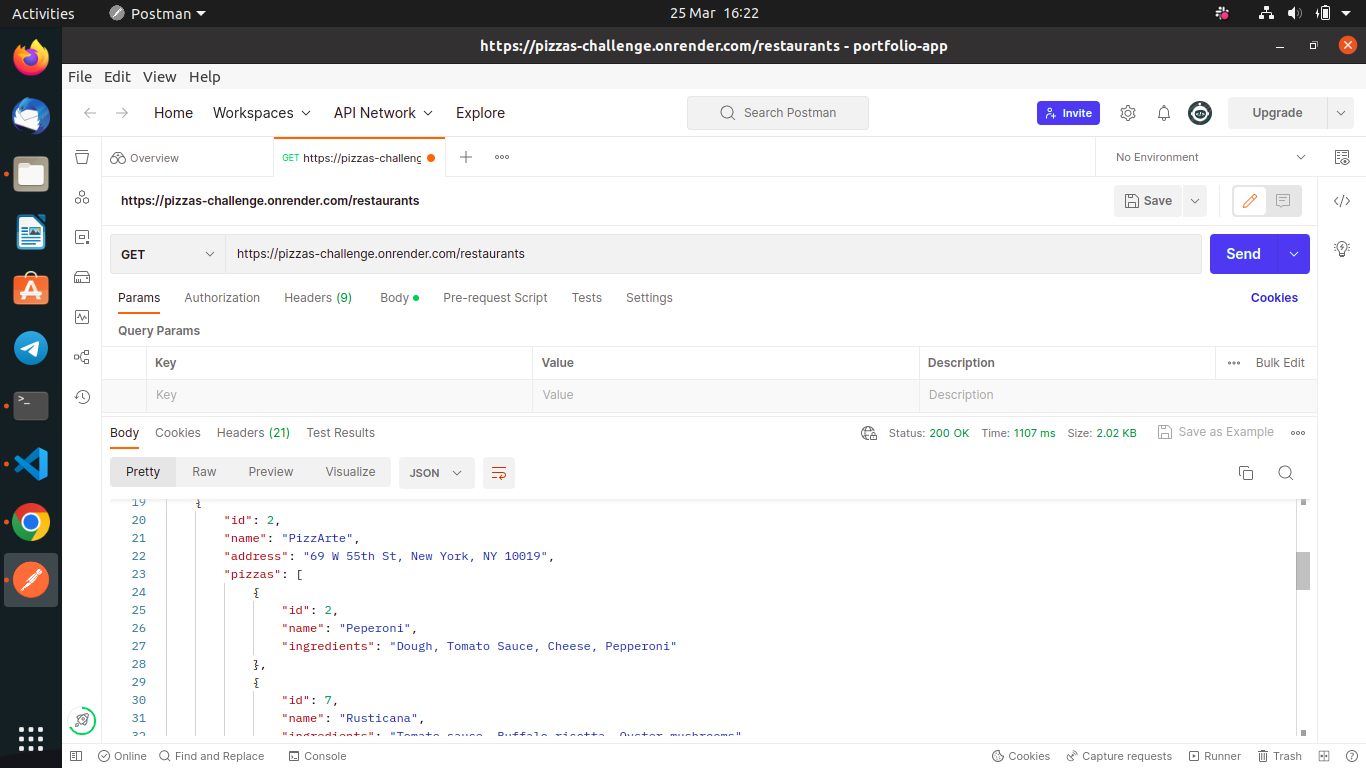 Activities Postman 25 Mar 16:22
https://pizzas-challenge.onrender.com/restaurants - portfolio-app
File Edit View Help
Home Workspaces API Network Explore Search Postman Invite Upgrade
Overview GET https://pizzas-challeng No Environment
https://pizzas-challenge.onrender.com/restaurants Save
GET https://pizzas-challenge.onrender.com/restaurants Send
Params Authorization Headers (9) Body Pre-request Script Tests Settings Cookies
Query Params
Key Value Description Bulk Edit
Key Value Description
Body Cookies Headers (21) Test Results Status: 200 OK Time: 1107 ms Size: 2.02 KB Save as Example
Pretty Raw Preview Visualize JSON
19 {
20 "id": 2,
21 "name": "PizzArte",
22 "address": "69 W 55th St, New York, NY 10019",
23 "pizzas": [
24 {
25 "id": 2,
26 "name": "Peperoni",
27 "ingredients": "Dough, Tomato Sauce, Cheese, Pepperoni"
28 },
29 {
30 "id": 7,
31 "name": "Rusticana",
32 "ingredients": "Tomato sauce, Buffalo ricotta, Oyster mushrooms"
Online Find and Replace Console Cookies Capture requests Runner Trash